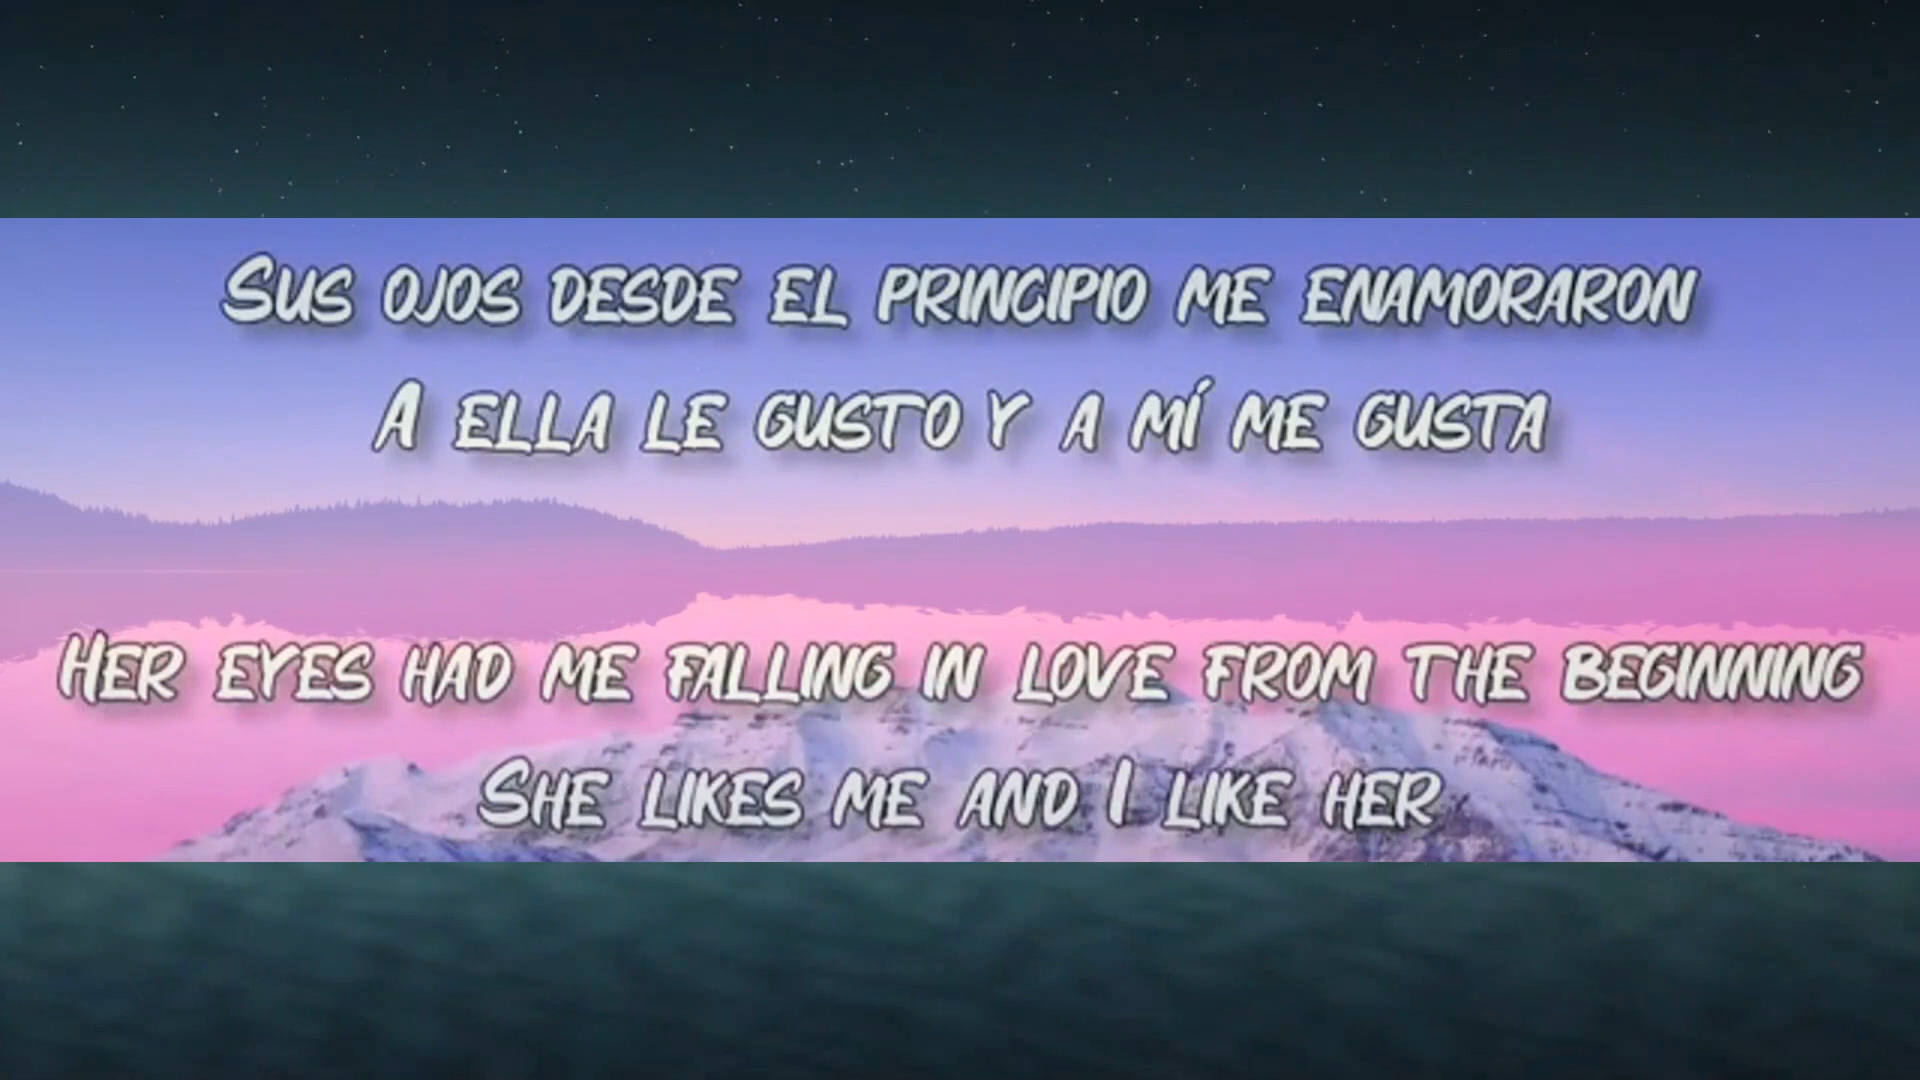 Sus ojos desde el principio me enamoraron
A ella le gusto y a mí me gusta
Her eyes had me falling in love from the beginning
She likes me and I like her